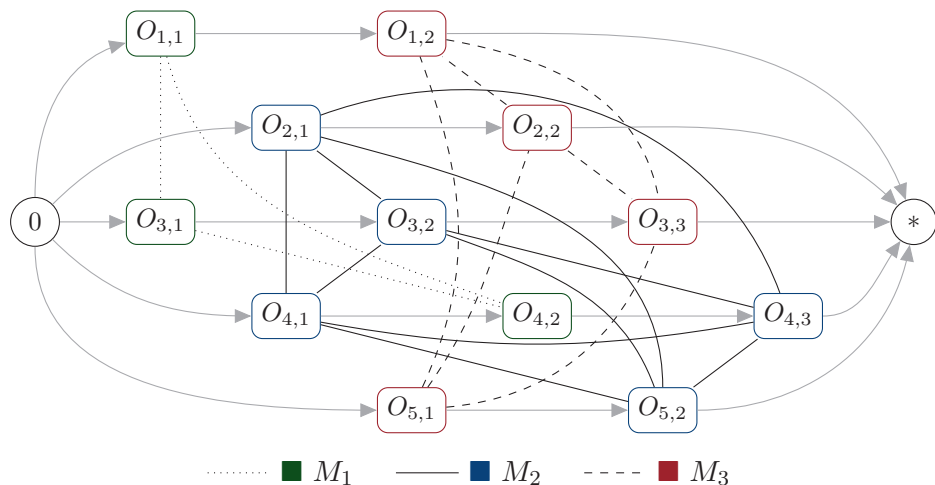 O1,1 O1,2
O2,1 O2,2
0 O3,1 O3,2 O3,3 *
O4,1 O4,2 O4,3
O5,1 O5,2
M1 M2 M3